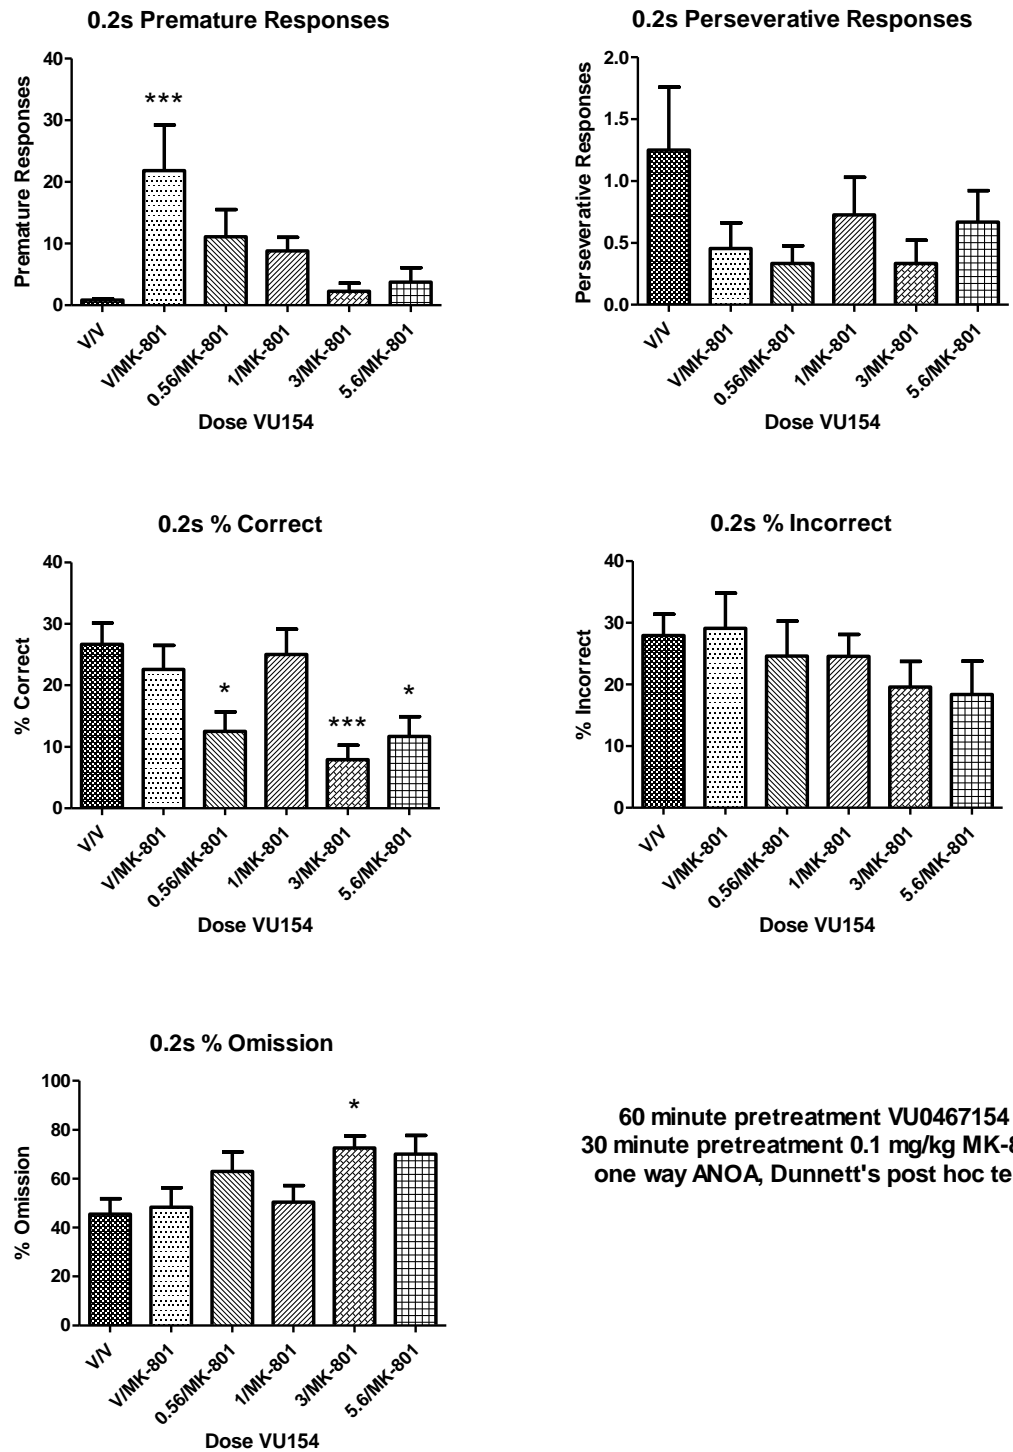 0.2s Premature Responses
Premature Responses
40
30
20
10
0
***
V/V
V/MK-801
0.56/MK-801
1/MK-801
3/MK-801
5.6/MK-801
Dose VU154
0.2s Perseverative Responses
Perseverative Responses
2.0
1.5
1.0
0.5
0.0
V/V
V/MK-801
0.56/MK-801
1/MK-801
3/MK-801
5.6/MK-801
Dose VU154
0.2s % Correct
% Correct
40
30
20
10
0
*
***
*
V/V
V/MK-801
0.56/MK-801
1/MK-801
3/MK-801
5.6/MK-801
Dose VU154
0.2s % Incorrect
% Incorrect
40
30
20
10
0
V/V
V/MK-801
0.56/MK-801
1/MK-801
3/MK-801
5.6/MK-801
Dose VU154
0.2s % Omission
% Omission
100
80
60
40
20
0
*
V/V
V/MK-801
0.56/MK-801
1/MK-801
3/MK-801
5.6/MK-801
Dose VU154
60 minute pretreatment VU0467154
30 minute pretreatment 0.1 mg/kg MK-8
one way ANOA, Dunnett's post hoc te